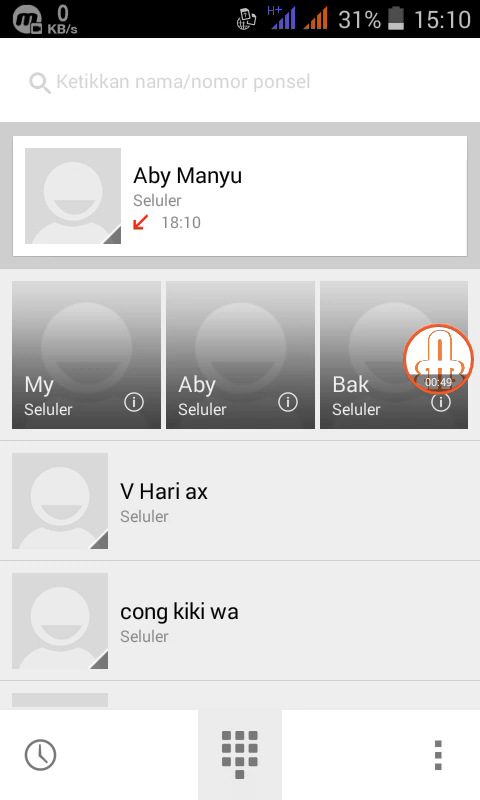 0
KB/s
H+
31%
15:10
Ketikkan nama/nomor ponsel
Aby Manyu
Seluler
18:10
My
Seluler
Aby
Seluler
Bak
Seluler
00:49
V Hari ax
Seluler
cong kiki wa
Seluler